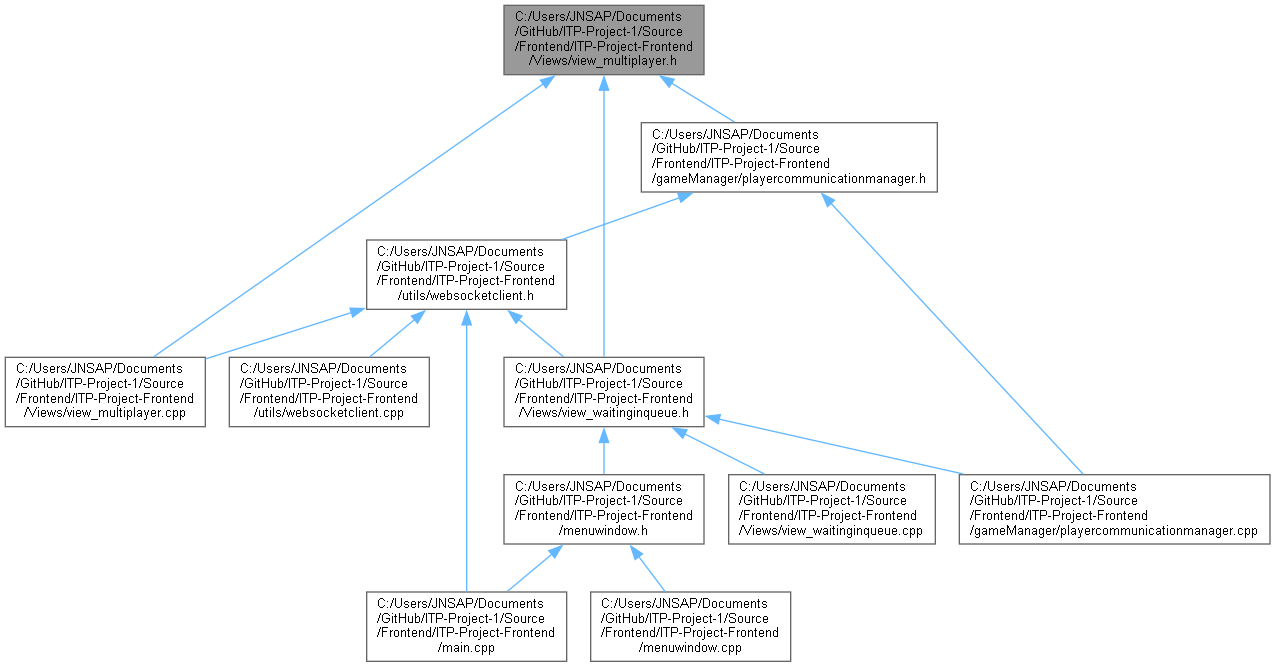 C:/Users/JNSAP/Documents
/GitHub/ITP-Project-1/Source
/Frontend/ITP-Project-Frontend
/Views/view_multiplayer.h
C:/Users/JNSAP/Documents
/GitHub/ITP-Project-1/Source
/Frontend/ITP-Project-Frontend
/gameManager/playercommunicationmanager.h
C:/Users/JNSAP/Documents
/GitHub/ITP-Project-1/Source
/Frontend/ITP-Project-Frontend
/utils/websocketclient.h
C:/Users/JNSAP/Documents
/GitHub/ITP-Project-1/Source
/Frontend/ITP-Project-Frontend
/Views/view_multiplayer.cpp
C:/Users/JNSAP/Documents
/GitHub/ITP-Project-1/Source
/Frontend/ITP-Project-Frontend
/utils/websocketclient.cpp
C:/Users/JNSAP/Documents
/GitHub/ITP-Project-1/Source
/Frontend/ITP-Project-Frontend
/Views/view_waitinginqueue.h
C:/Users/JNSAP/Documents
/GitHub/ITP-Project-1/Source
/Frontend/ITP-Project-Frontend
/menuwindow.h
C:/Users/JNSAP/Documents
/GitHub/ITP-Project-1/Source
/Frontend/ITP-Project-Frontend
/Views/view_waitinginqueue.cpp
C:/Users/JNSAP/Documents
/GitHub/ITP-Project-1/Source
/Frontend/ITP-Project-Frontend
/gameManager/playercommunicationmanager.cpp
C:/Users/JNSAP/Documents
/GitHub/ITP-Project-1/Source
/Frontend/ITP-Project-Frontend
/main.cpp
C:/Users/JNSAP/Documents
/GitHub/ITP-Project-1/Source
/Frontend/ITP-Project-Frontend
/menuwindow.cpp